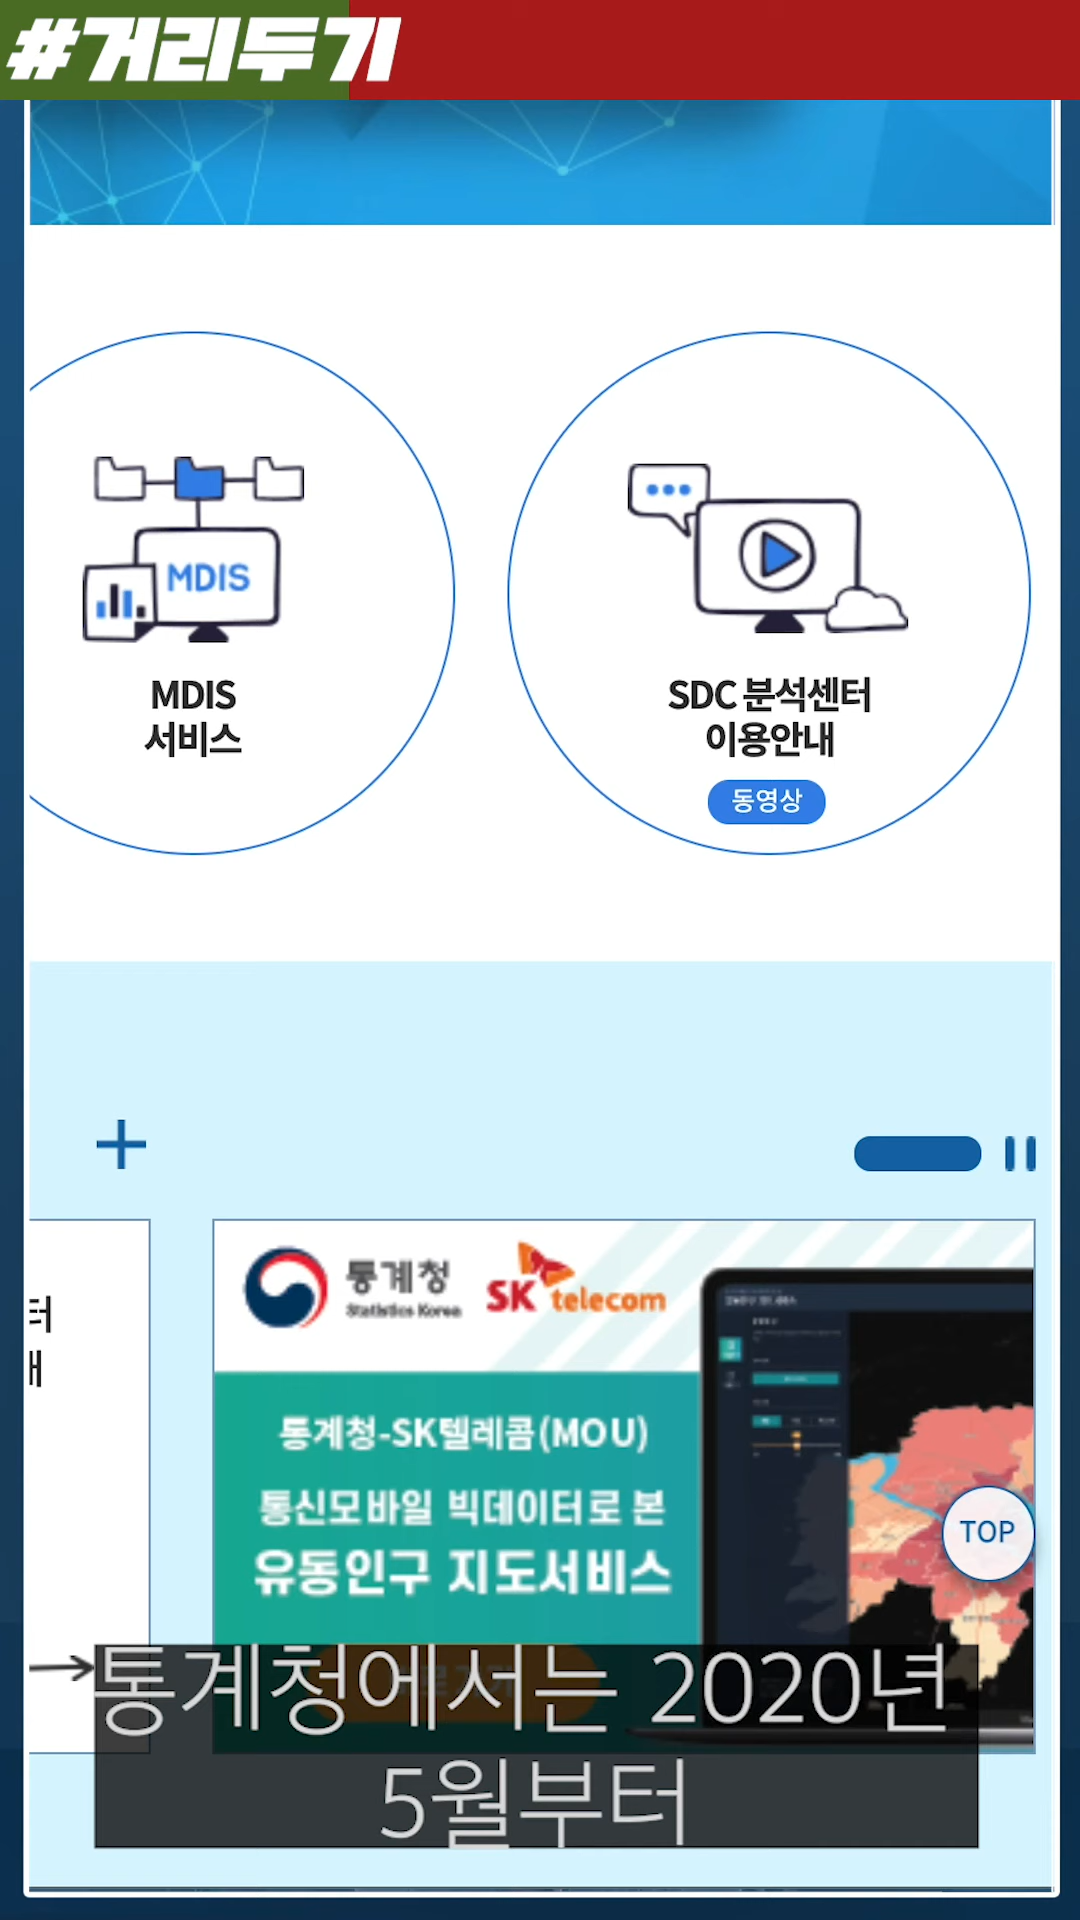 #거리두기
MDIS
MDIS
서비스
SDC 분석센터
이용안내
동영상
터
통계청
Statistics Korea
SK telecom
통계청-SK텔레콤(MOU)
통신모바일 빅데이터로 본
유동인구 지도서비스
TOP
통계청에서는 2020년
5월부터